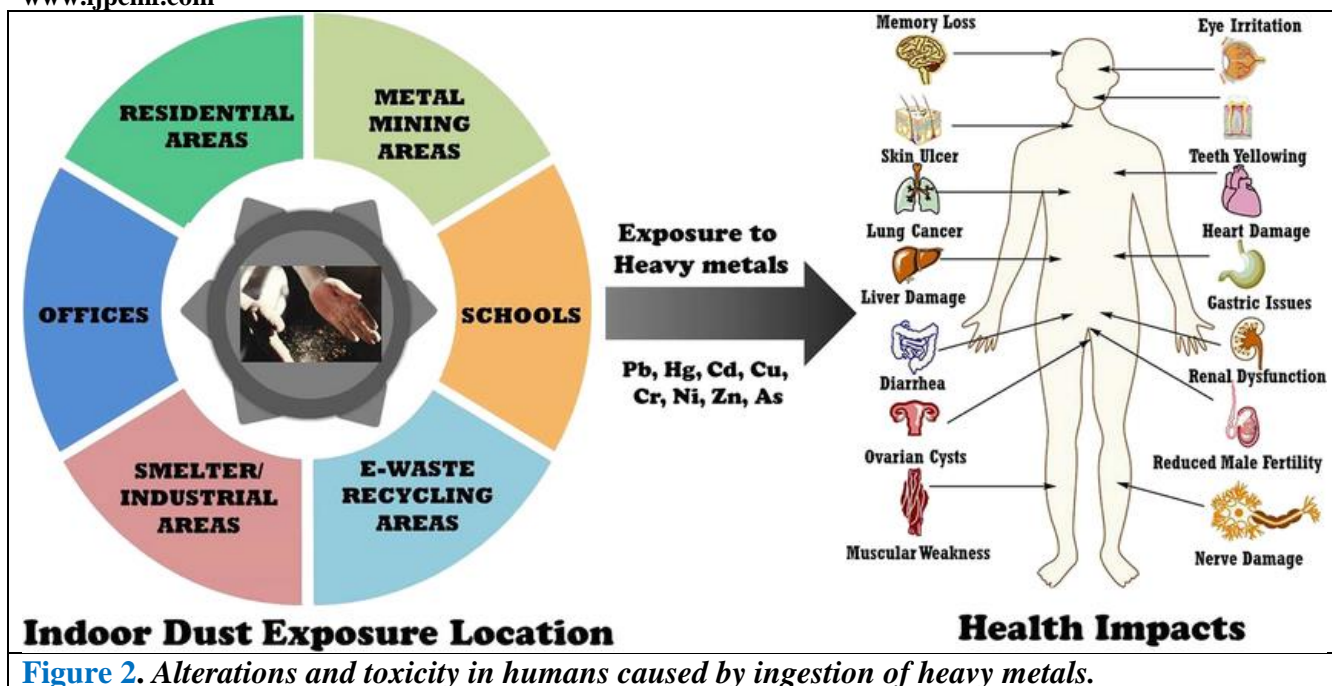 www.ijpcmr.com
RESIDENTIAL
AREAS
METAL
MINING
AREAS
OFFICES
SCHOOLS
SMELTER/
INDUSTRIAL
AREAS
E-WASTE
RECYCLING
AREAS
Indoor Dust Exposure Location
Exposure to
Heavy metals
Pb, Hg, Cd, Cu,
Cr, Ni, Zn, As
Memory Loss
Eye Irritation
Skin Ulcer
Teeth Yellowing
Lung Cancer
Heart Damage
Liver Damage
Gastric Issues
Diarrhea
Renal Dysfunction
Ovarian Cysts
Reduced Male Fertility
Muscular Weakness
Nerve Damage
Health Impacts
Figure 2. Alterations and toxicity in humans caused by ingestion of heavy metals.